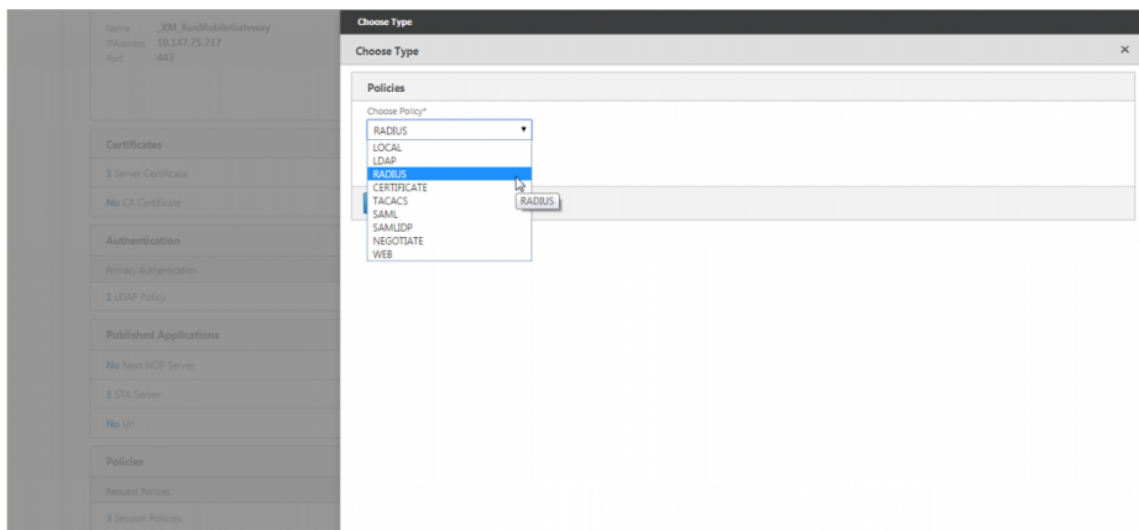 Name _XM_XenMobileGateway
IPAddress 10.147.75.217
Port 443
Certificates
1 Server Certificate
No CA Certificate
Authentication
Primary Authentication
1 LDAP Policy
Published Applications
No Next HOP Server
1 STA Server
No Url
Policies
Request Policies
3 Session Policies
Choose Type
Choose Type ×
Policies
Choose Policy*
RADIUS
LOCAL
LDAP
RADIUS
CERTIFICATE
TACACS
SAML
SAMLIDP
NEGOTIATE
WEB
RADIUS